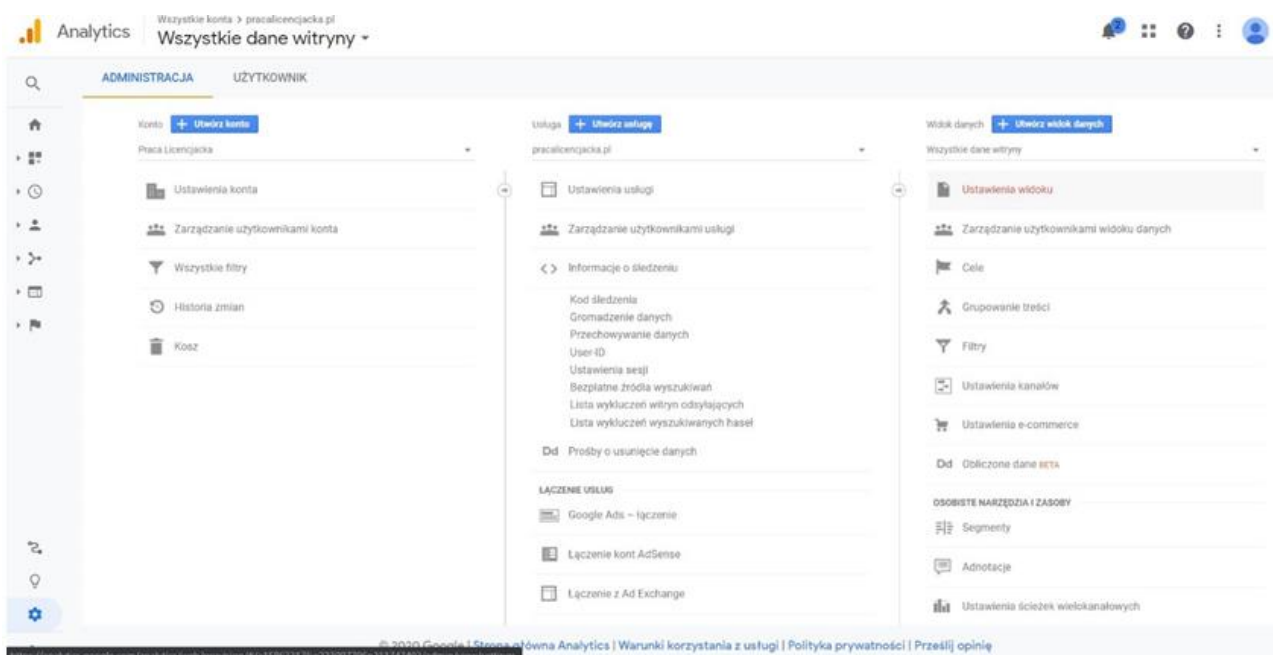 Analytics
Wszystkie konta > pracalicencjacka.pl
Wszystkie dane witryny
2
ADMINISTRACJA
UŻYTKOWNIK
Konto
+ Utwórz konto
Praca Licencjacka
Ustawienia konta
Zarządzanie użytkownikami konta
Wszystkie filtry
Historia zmian
Kosz
Usługa
+ Utwórz usługę
pracalicencjacka.pl
Ustawienia usługi
Zarządzanie użytkownikami usługi
<> Informacje o śledzeniu
Kod śledzenia
Gromadzenie danych
Przechowywanie danych
User-ID
Ustawienia sesji
Bezpłatne źródła wyszukiwań
Lista wykluczeń witryn odsyłających
Lista wykluczeń wyszukiwanych haseł
Dd Prośby o usunięcie danych
ŁĄCZENIE USŁUG
Google Ads – łączenie
Łączenie kont AdSense
Łączenie z Ad Exchange
Widok danych
+ Utwórz widok danych
Wszystkie dane witryny
Ustawienia widoku
Zarządzanie użytkownikami widoku danych
Cele
Grupowanie treści
Filtry
Ustawienia kanałów
Ustawienia e-commerce
Dd Obliczone dane BETA
OSOBISTE NARZĘDZIA I ZASOBY
Segmenty
Adnotacje
Ustawienia ścieżek wielokanałowych
© 2020 Google | Strona główna Analytics | Warunki korzystania z usługi | Polityka prywatności | Prześlij opinię